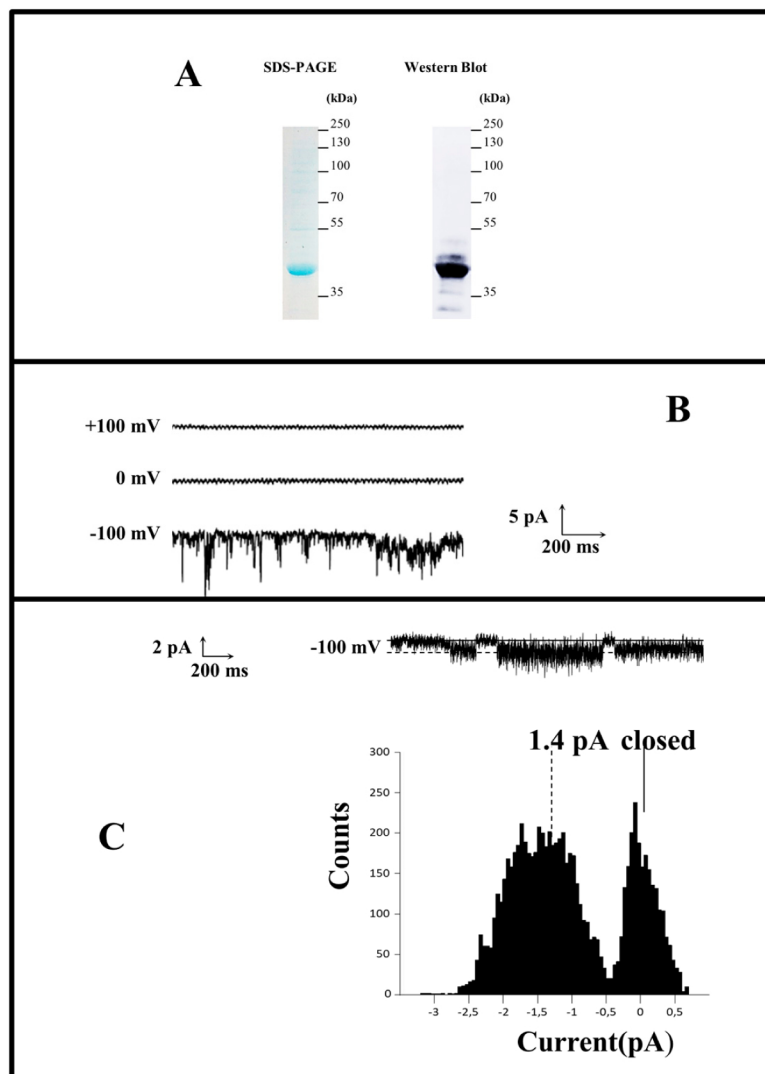 A
SDS-PAGE Western Blot
(kDa) (kDa)
250 250
130 130
100 100
70 70
55 55
35 35
B
+100 mV
0 mV
-100 mV
5 pA
200 ms
C
2 pA
200 ms
-100 mV
1.4 pA closed
300
250
200
150
100
50
0
Counts
-3 -2,5 -2 -1,5 -1 -0,5 0 0,5
Current(pA)